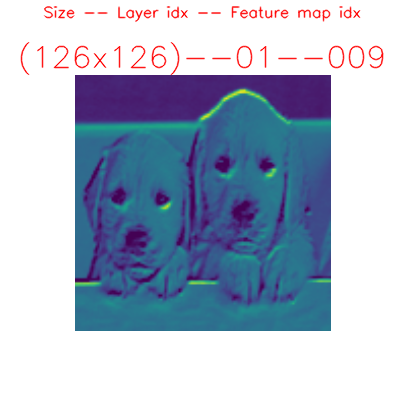 Size -- Layer idx -- Feature map idx
(126x126)--01--009